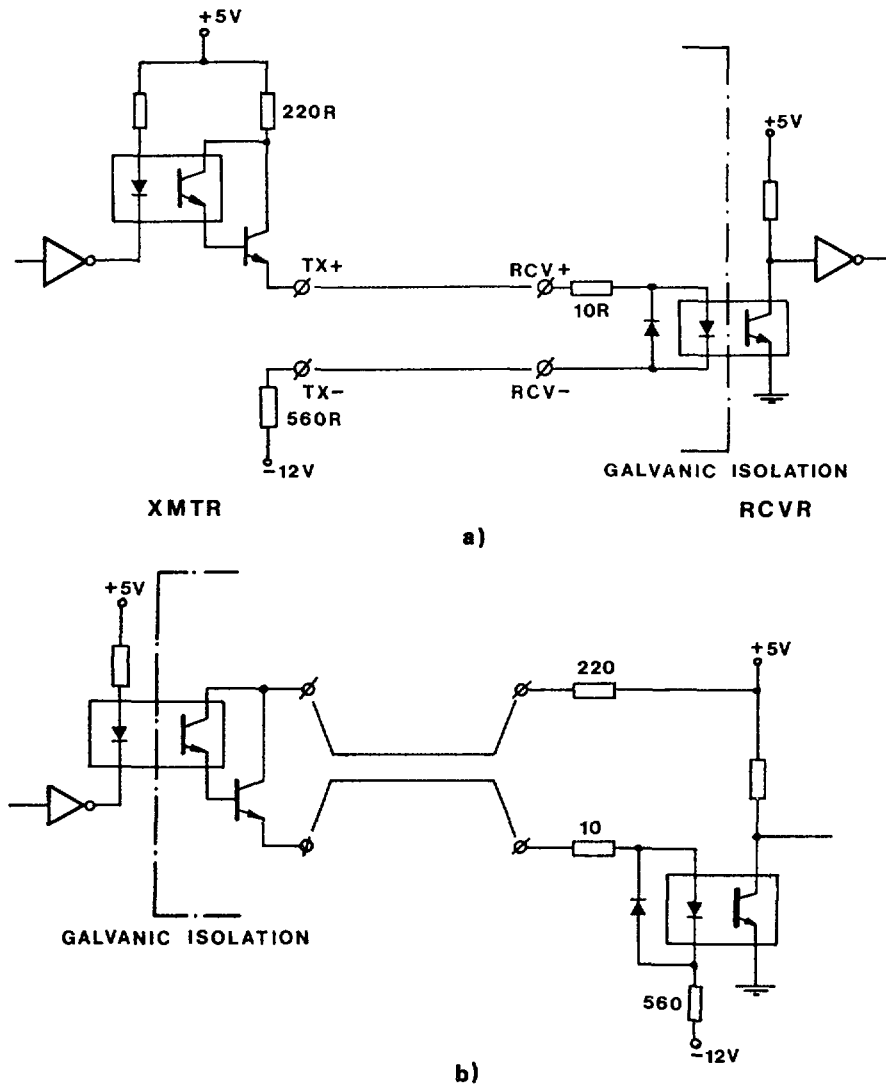 +5V
220R
+5V
TX+
RCV+
10R
TX-
RCV-
560R
-12V
GALVANIC ISOLATION
XMTR
RCVR
a)
+5V
+5V
220
10
GALVANIC ISOLATION
560
-12V
b)